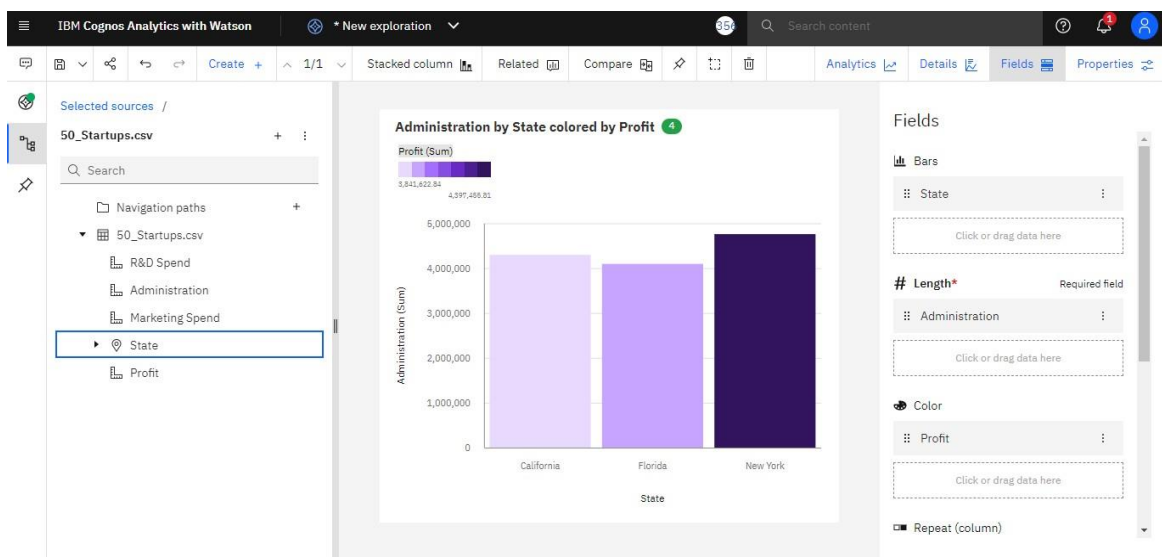 IBM Cognos Analytics with Watson
* New exploration
356
Search content
1
Create +
1/1
Stacked column
Related
Compare
Analytics
Details
Fields
Properties
Selected sources /
50_Startups.csv
Search
Navigation paths
50_Startups.csv
R&D Spend
Administration
Marketing Spend
State
Profit
Administration by State colored by Profit 4
Profit (Sum)
3,841,622.84
4,397,455.81
5,000,000
4,000,000
3,000,000
2,000,000
1,000,000
0
Administration (Sum)
California Florida New York
State
Fields
Bars
State
Click or drag data here
# Length* Required field
Administration
Click or drag data here
Color
Profit
Click or drag data here
Repeat (column)